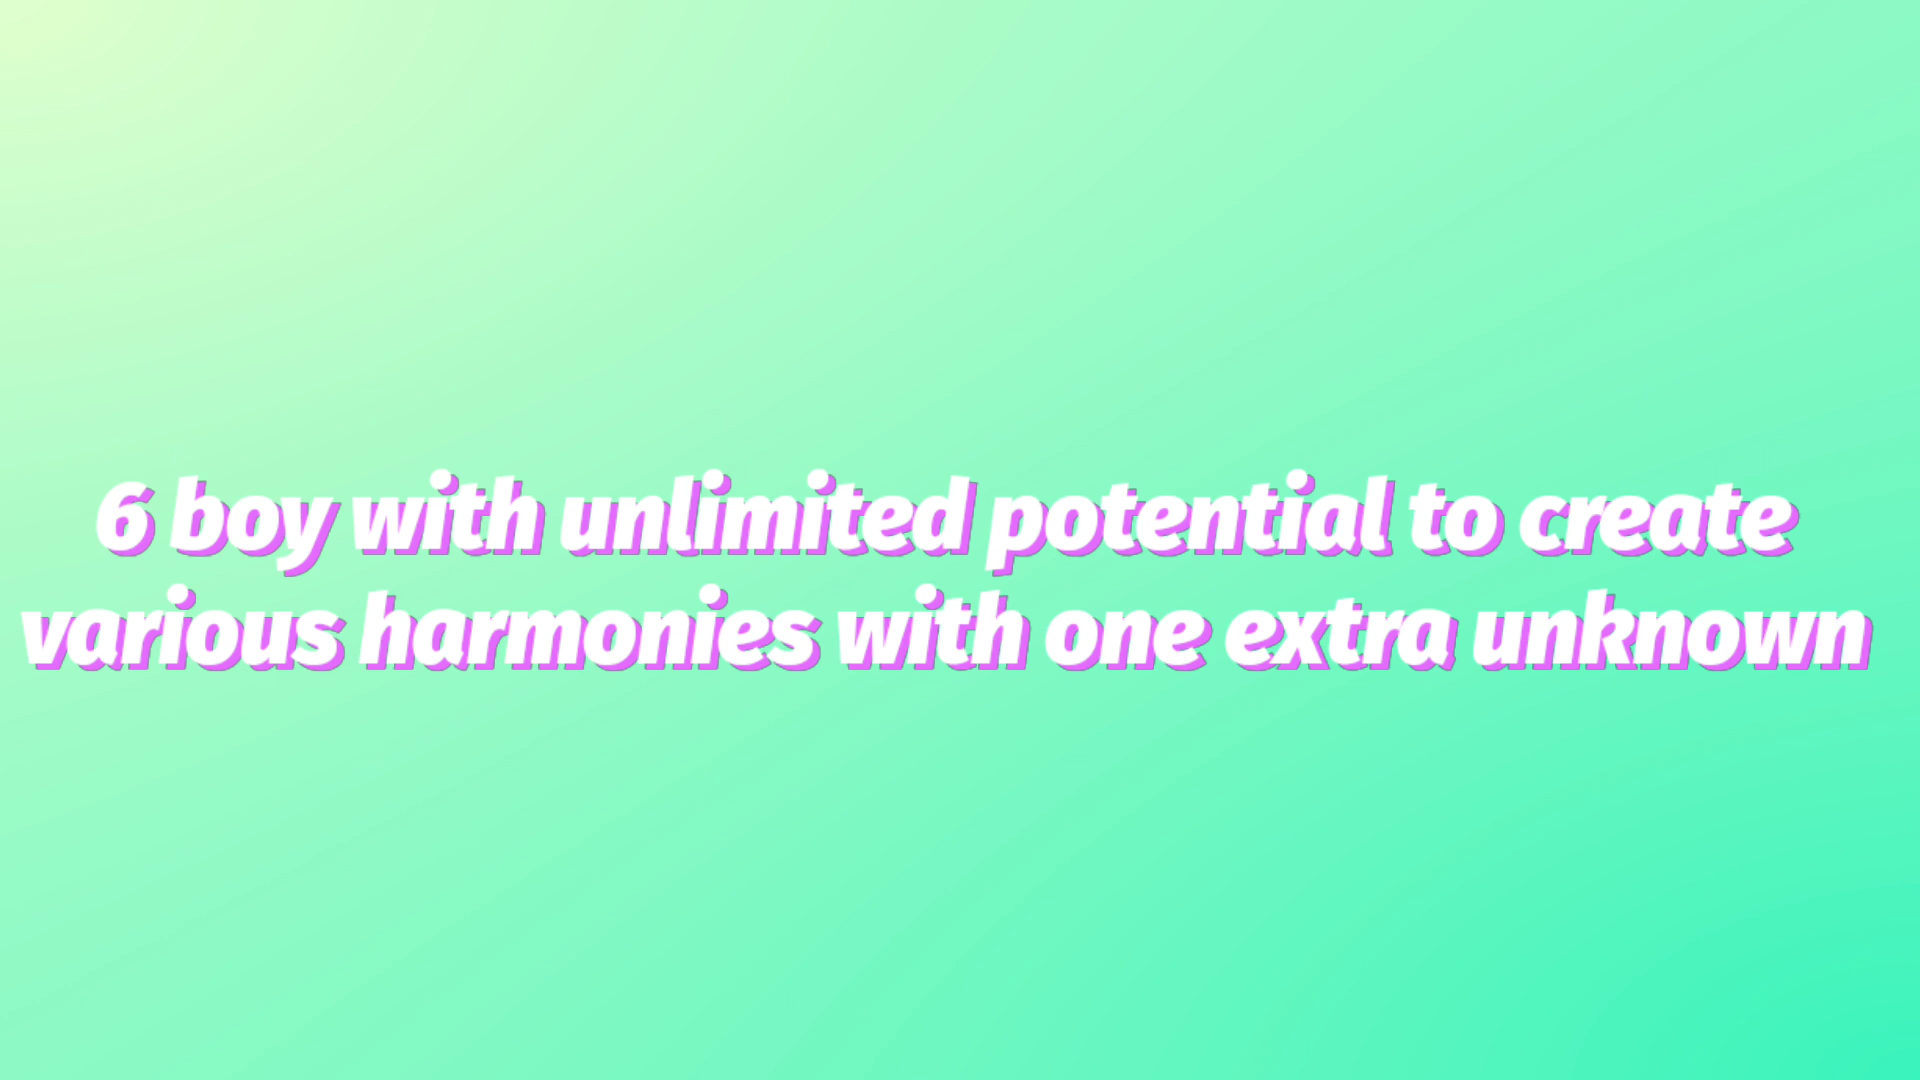 6 boy with unlimited potential to create
various harmonies with one extra unknown